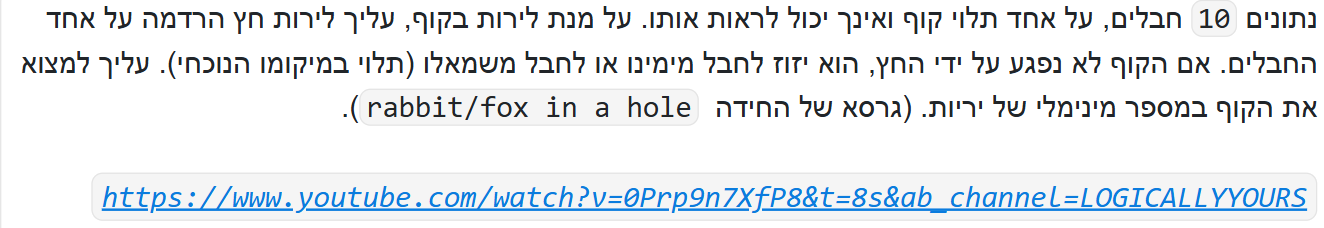 נתונים 10 חבלים, על אחד תלוי קוף ואינך יכול לראות אותו. על מנת לירות בקוף, עליך לירות חץ הרדמה על אחד
החבלים. אם הקוף לא נפגע על ידי החץ, הוא יזוז לחבל מימינו או לחבל משמאלו (תלוי במיקומו הנוכחי). עליך למצוא
את הקוף במספר מינימלי של יריות. (גרסא של החידה rabbit/fox in a hole).
https://www.youtube.com/watch?v=0Prp9n7XfP8&t=8s&ab_channel=LOGICALLYYOURS